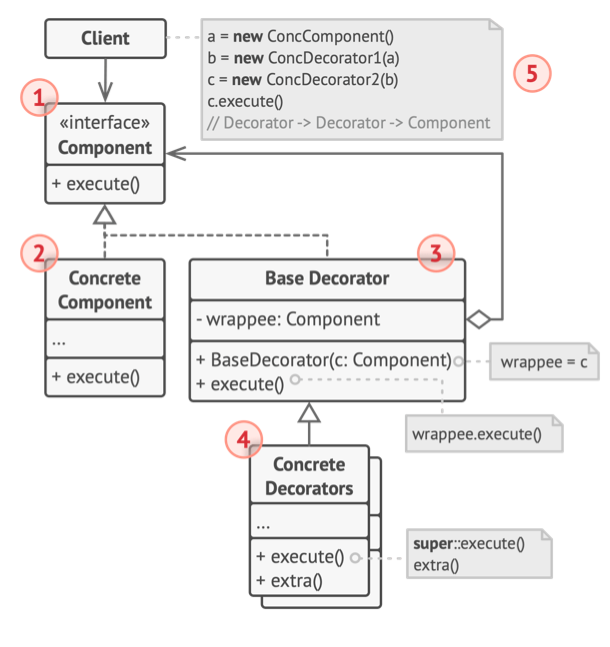 Client
a = new ConcComponent()
b = new ConcDecorator1(a)
c = new ConcDecorator2(b)
c.execute()
// Decorator -> Decorator -> Component
5
1
«interface»
Component
+ execute()
2
Concrete
Component
...
+ execute()
3
Base Decorator
- wrappee: Component
+ BaseDecorator(c: Component)
+ execute()
wrappee = c
wrappee.execute()
4
Concrete
Decorators
...
+ execute()
+ extra()
super::execute()
extra()